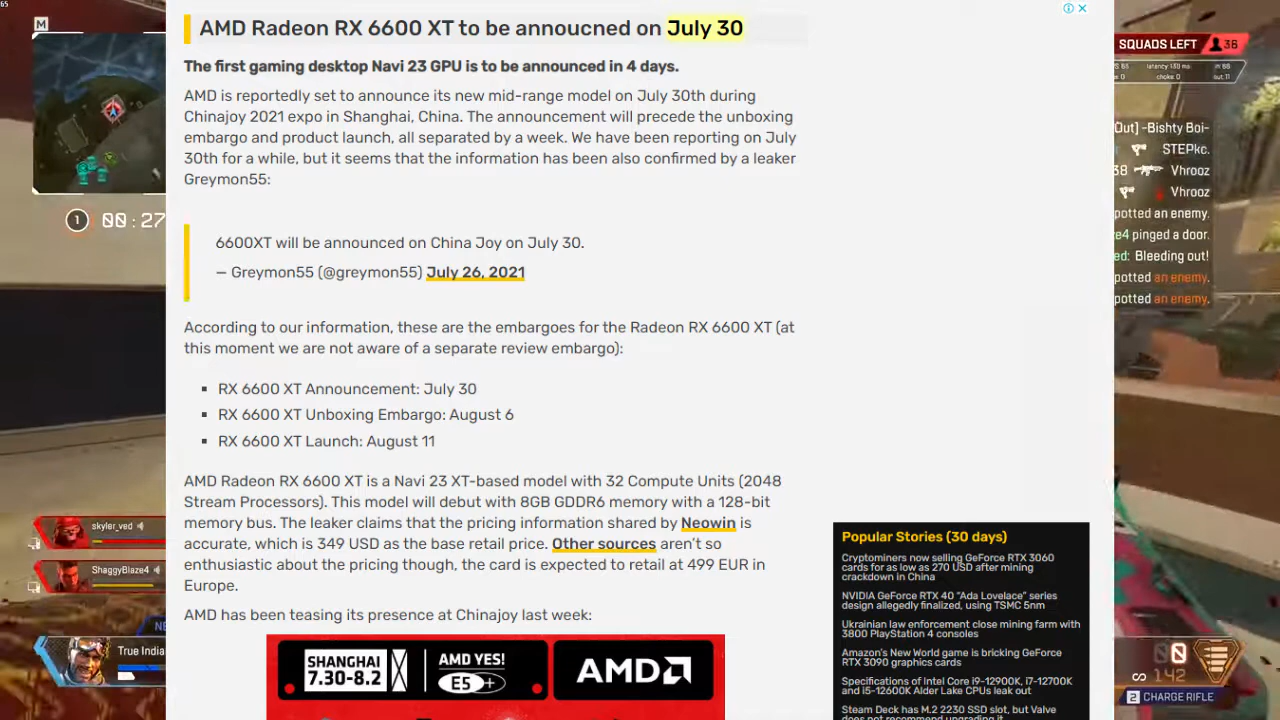 65
M
1
00:27
skyler_ved
ShaggyBlaze4
NE
True India
AMD Radeon RX 6600 XT to be annoucned on July 30
The first gaming desktop Navi 23 GPU is to be announced in 4 days.
AMD is reportedly set to announce its new mid-range model on July 30th during
Chinajoy 2021 expo in Shanghai, China. The announcement will precede the unboxing
embargo and product launch, all separated by a week. We have been reporting on July
30th for a while, but it seems that the information has been also confirmed by a leaker
Greymon55:
6600XT will be announced on China Joy on July 30.
— Greymon55 (@greymon55) July 26, 2021
According to our information, these are the embargoes for the Radeon RX 6600 XT (at
this moment we are not aware of a separate review embargo):
RX 6600 XT Announcement: July 30
RX 6600 XT Unboxing Embargo: August 6
RX 6600 XT Launch: August 11
AMD Radeon RX 6600 XT is a Navi 23 XT-based model with 32 Compute Units (2048
Stream Processors). This model will debut with 8GB GDDR6 memory with a 128-bit
memory bus. The leaker claims that the pricing information shared by Neowin is
accurate, which is 349 USD as the base retail price. Other sources aren't so
enthusiastic about the pricing though, the card is expected to retail at 499 EUR in
Europe.
AMD has been teasing its presence at Chinajoy last week:
SHANGHAI
7.30-8.2
AMD YES!
E5+
AMD
Popular Stories (30 days)
Cryptominers now selling GeForce RTX 3060
cards for as low as 270 USD after mining
crackdown in China
NVIDIA GeForce RTX 40 "Ada Lovelace" series
design allegedly finalized, using TSMC 5nm
Ukrainian law enforcement close mining farm with
3800 PlayStation 4 consoles
Amazon's New World game is bricking GeForce
RTX 3090 graphics cards
Specifications of Intel Core i9-12900K, i7-12700K
and i5-12600K Alder Lake CPUs leak out
Steam Deck has M.2 2230 SSD slot, but Valve
does not recommend upgrading it
SQUADS LEFT 38
Out] -Bishty Boi-
STEPkc.
38 Vhrooz
Vhrooz
potted an enemy.
e4 pinged a door.
ed: Bleeding out!
spotted an enemy.
spotted an enemy.
00
∞ 142
2 CHARGE RIFLE